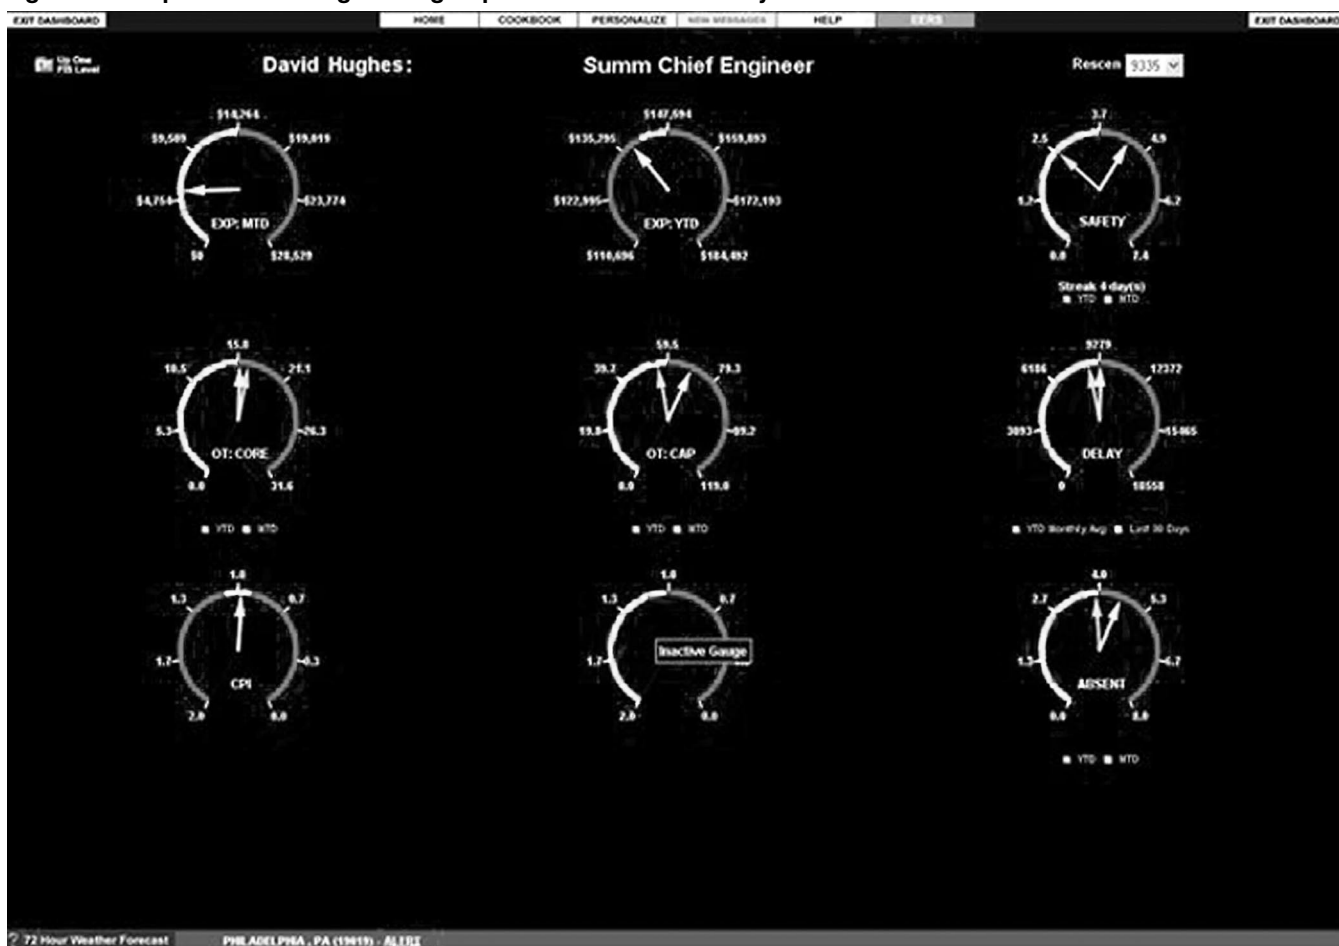 EXIT DASHBOARD HOME COOKBOOK PERSONALIZE NEW MESSAGES HELP EERS EXIT DASHBOARD
Up One
PIS Level
David Hughes: Summ Chief Engineer Rescen 9335
$14,264 $147,594 3.7
$9,509 $19,019 $135,295 $159,893 2.5 4.9
$4,754 $23,774 $122,995 $172,193 1.2 6.2
EXP: MTD EXP: YTD SAFETY
$0 $28,529 $110,696 $184,492 0.0 7.4
Streak 4 day(s)
YTD MTD
15.8 59.5 9279
10.5 21.1 39.7 79.3 6186 12372
5.3 26.3 19.8 99.2 3093 15465
OT: CORE OT: CAP DELAY
0.0 31.6 0.0 119.0 0 18558
YTD MTD YTD MTD YTD Monthly Avg Last 30 Days
1.0 1.0 4.0
1.3 0.7 1.3 0.7 2.7 5.3
1.7 0.3 1.7 Inactive Gauge 1.3 6.7
CPI ABSENT
2.0 0.0 2.0 0.0 0.0 8.0
YTD MTD
? 72 Hour Weather Forecast PHILADELPHIA , PA (19019) - ALERT